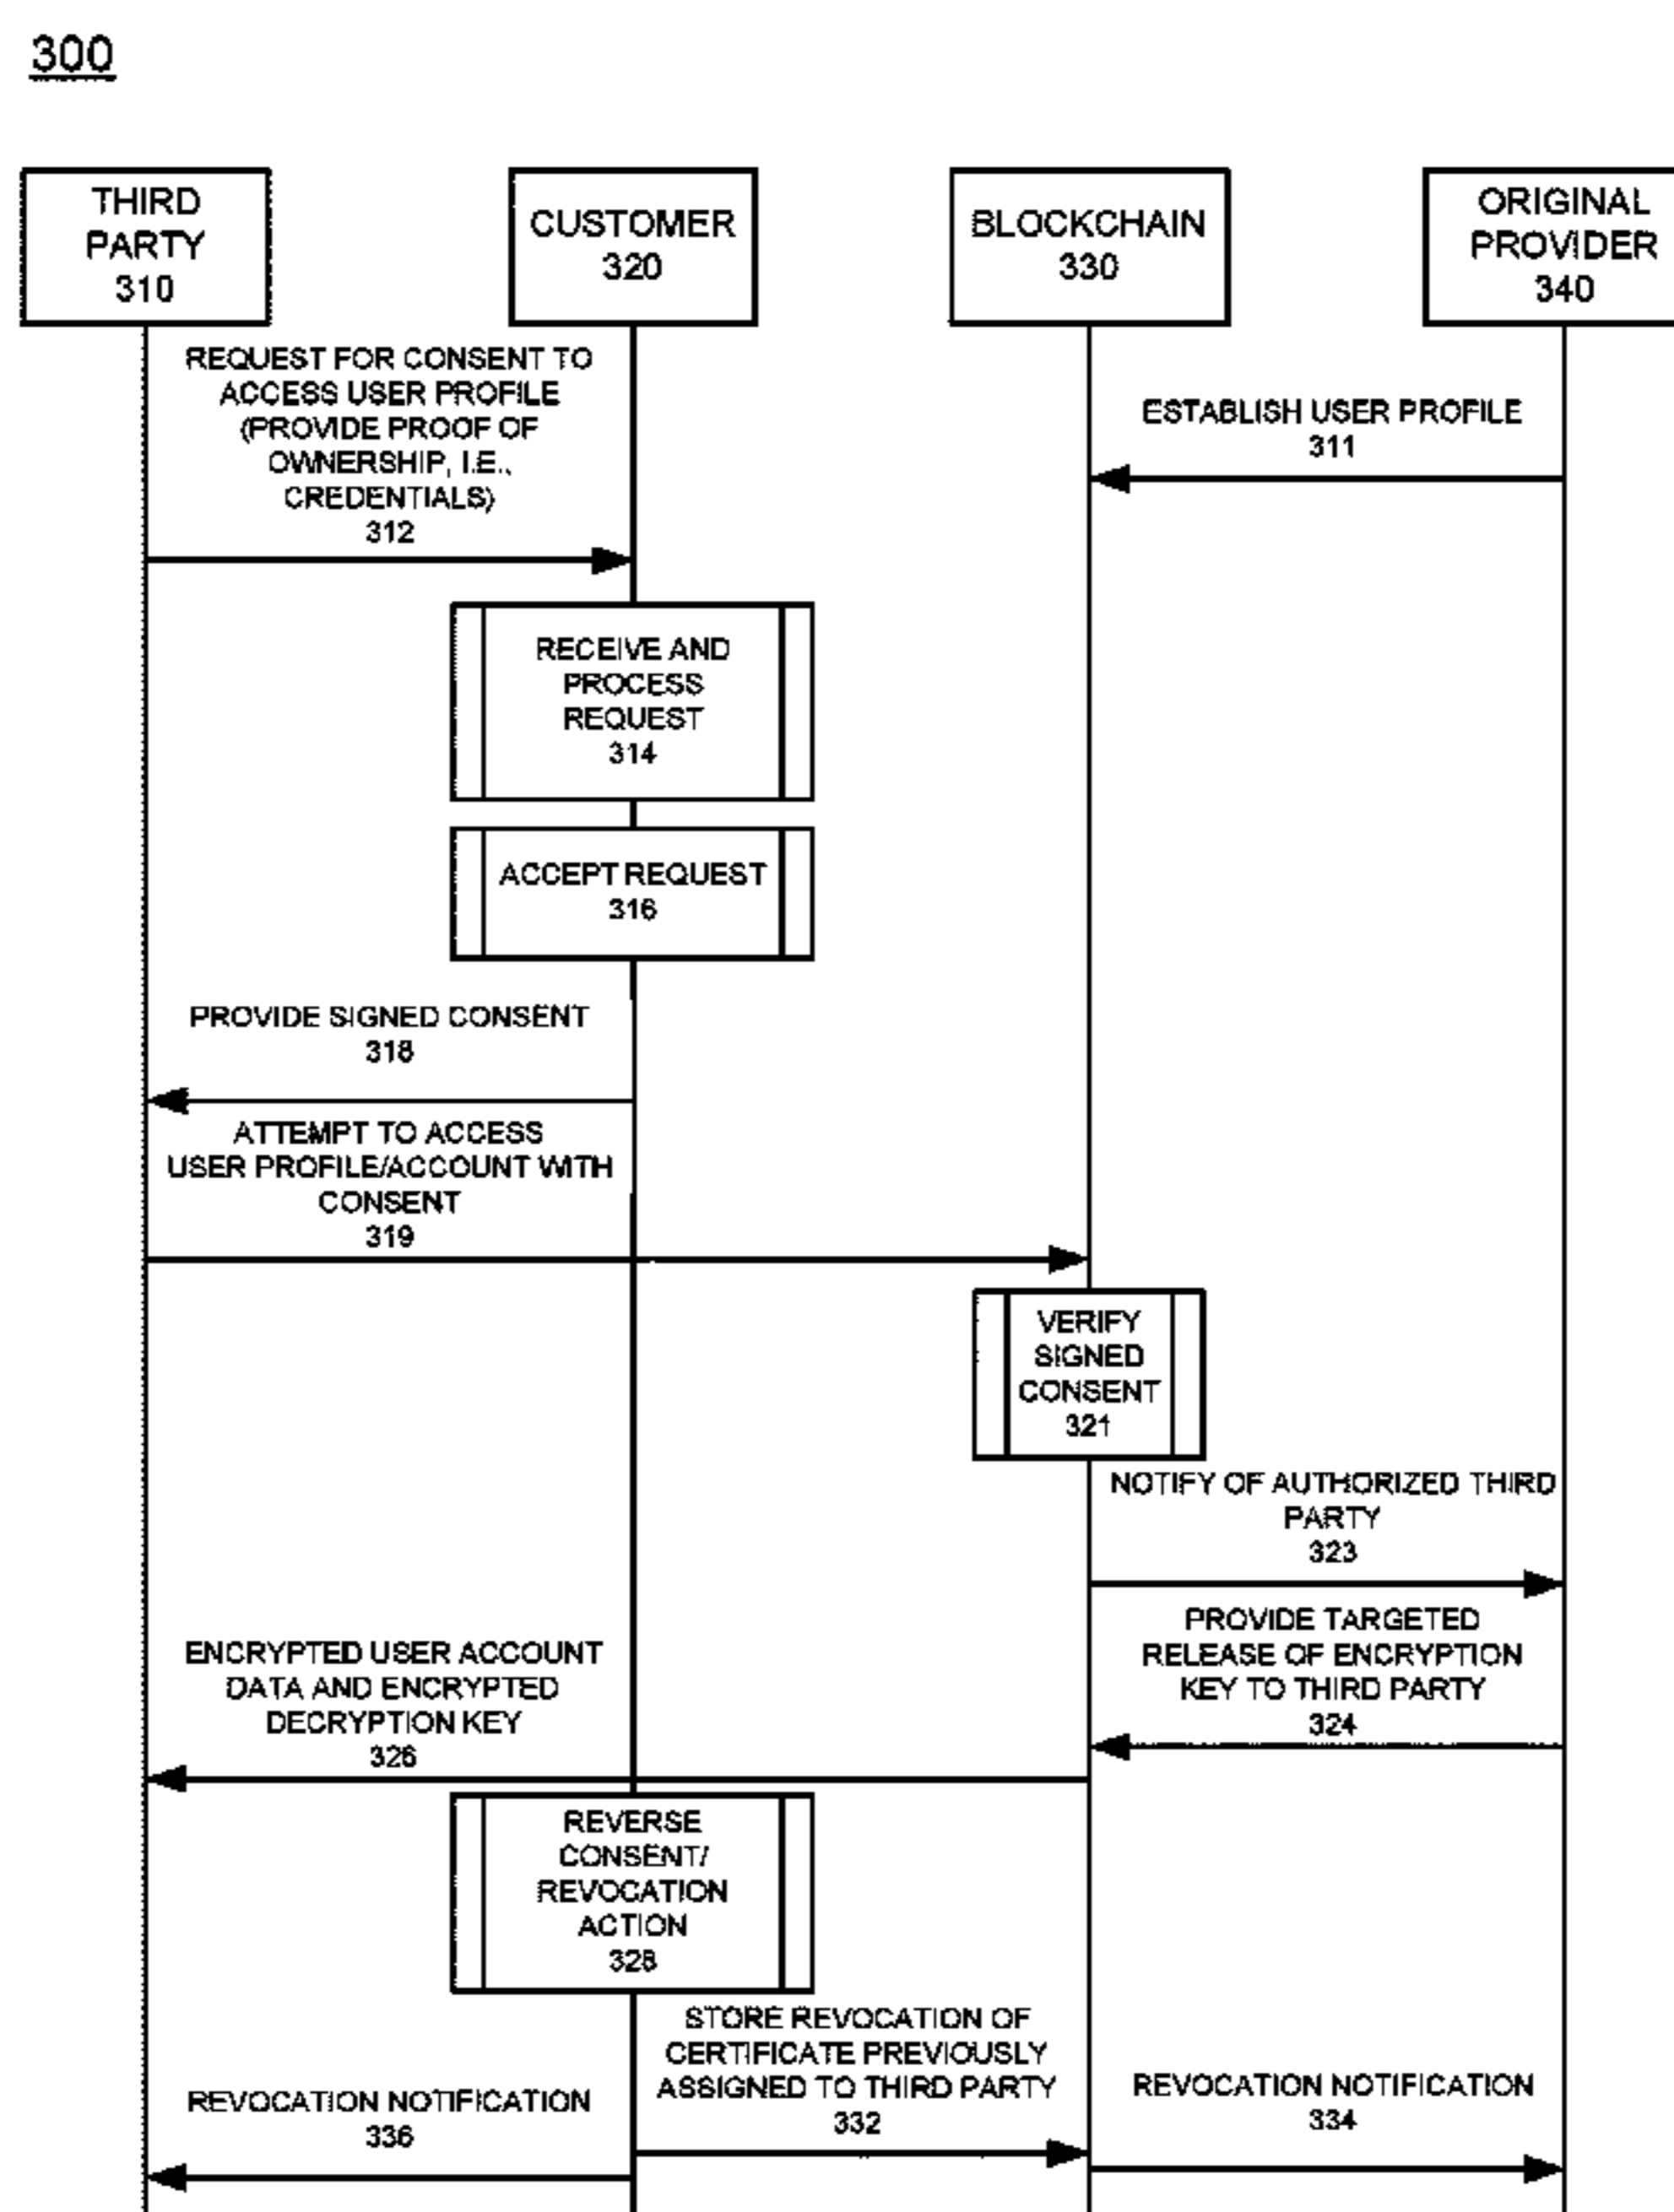 300
THIRD
PARTY
310
CUSTOMER
320
BLOCKCHAIN
330
ORIGINAL
PROVIDER
340
REQUEST FOR CONSENT TO
ACCESS USER PROFILE
(PROVIDE PROOF OF
OWNERSHIP, I.E.,
CREDENTIALS)
312
ESTABLISH USER PROFILE
311
RECEIVE AND
PROCESS
REQUEST
314
ACCEPT REQUEST
316
PROVIDE SIGNED CONSENT
318
ATTEMPT TO ACCESS
USER PROFILE/ACCOUNT WITH
CONSENT
319
VERIFY
SIGNED
CONSENT
321
NOTIFY OF AUTHORIZED THIRD
PARTY
323
PROVIDE TARGETED
RELEASE OF ENCRYPTION
KEY TO THIRD PARTY
324
ENCRYPTED USER ACCOUNT
DATA AND ENCRYPTED
DECRYPTION KEY
326
REVERSE
CONSENT/
REVOCATION
ACTION
328
STORE REVOCATION OF
CERTIFICATE PREVIOUSLY
ASSIGNED TO THIRD PARTY
332
REVOCATION NOTIFICATION
334
REVOCATION NOTIFICATION
336